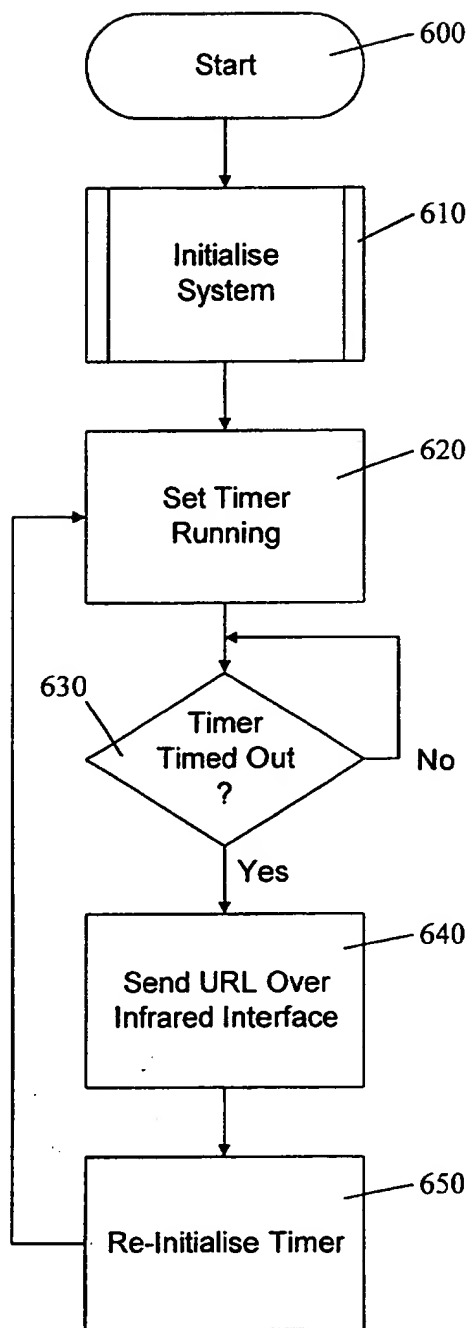 Start
600
Initialise
System
610
Set Timer
Running
620
630
Timer
Timed Out
?
No
Yes
Send URL Over
Infrared Interface
640
Re-Initialise Timer
650